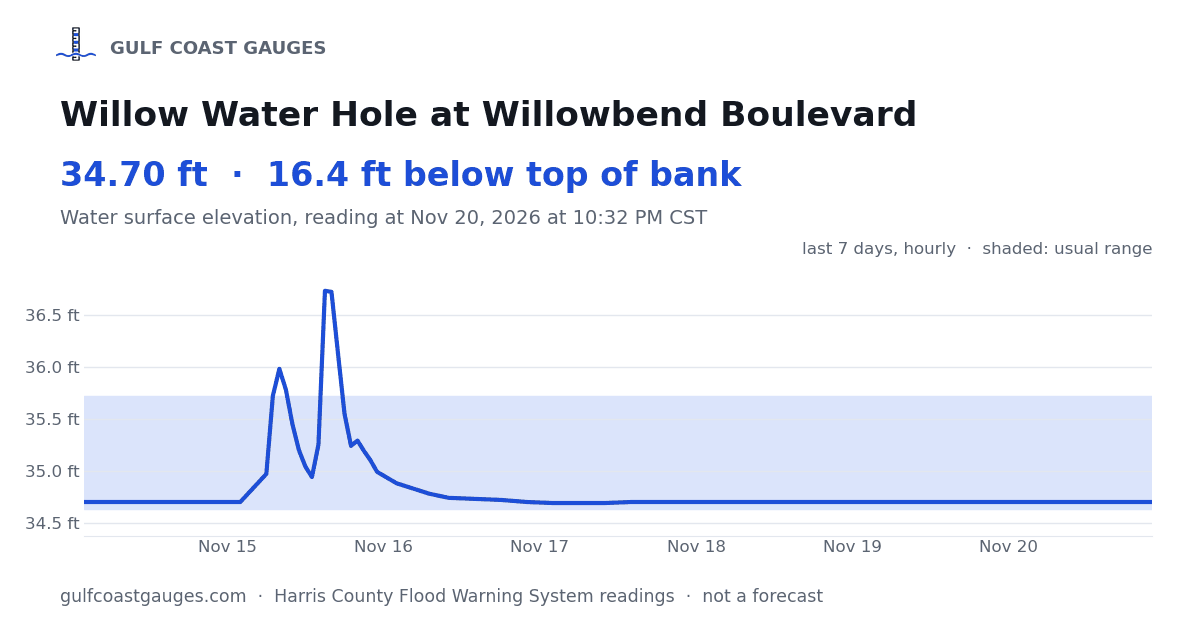 GULF COAST GAUGES
Willow Water Hole at Willowbend Boulevard
34.70 ft · 16.4 ft below top of bank
Water surface elevation, reading at Nov 20, 2026 at 10:32 PM CST
last 7 days, hourly · shaded: usual range
36.5 ft
36.0 ft
35.5 ft
35.0 ft
34.5 ft
Nov 15 Nov 16 Nov 17 Nov 18 Nov 19 Nov 20
gulfcoastgauges.com · Harris County Flood Warning System readings · not a forecast